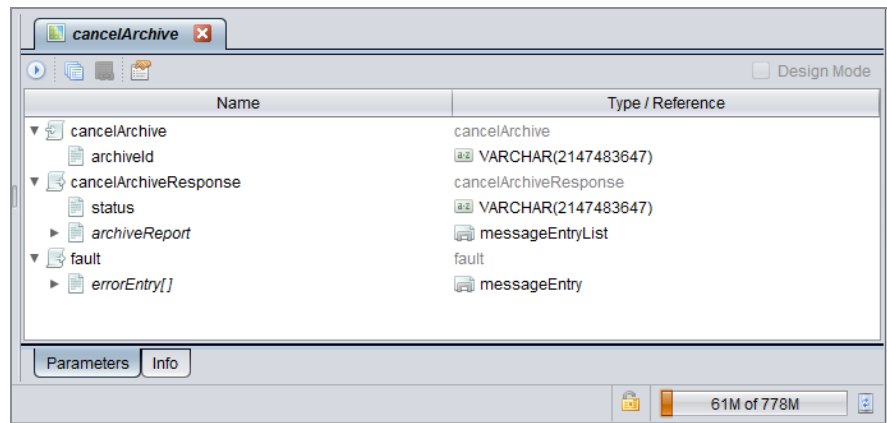 cancelArchive
Design Mode
Name Type / Reference
cancelArchive cancelArchive
archiveId a-z VARCHAR(2147483647)
cancelArchiveResponse cancelArchiveResponse
status a-z VARCHAR(2147483647)
archiveReport messageEntryList
fault fault
errorEntry[] messageEntry
Parameters Info
61M of 778M